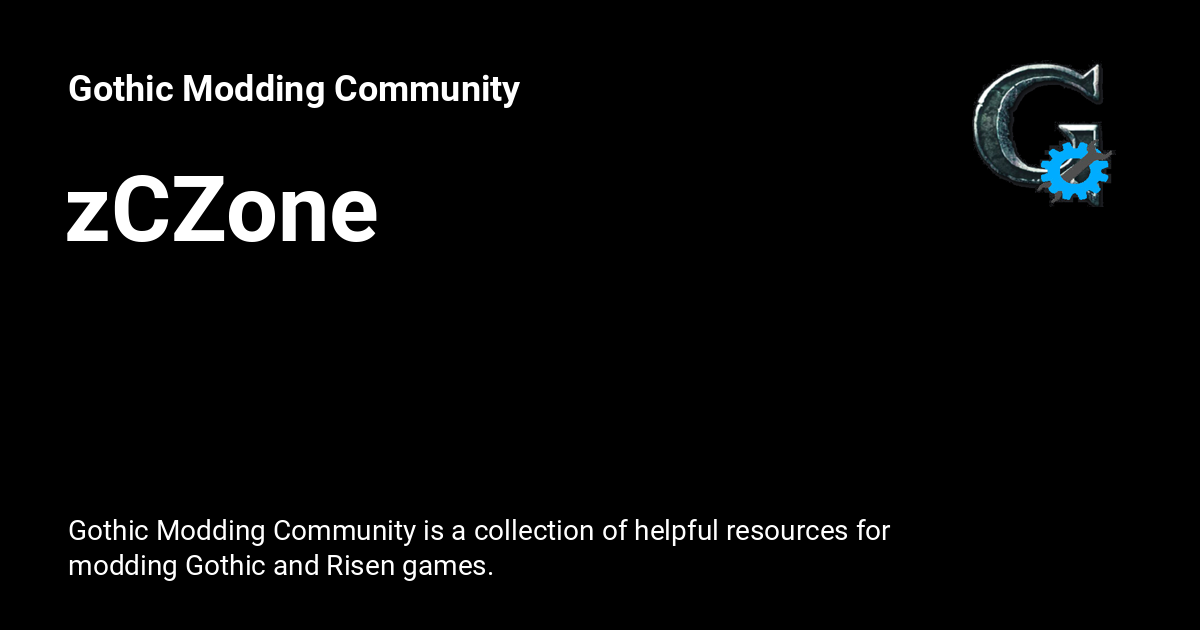 Gothic Modding Community
zCZone
G
Gothic Modding Community is a collection of helpful resources for
modding Gothic and Risen games.